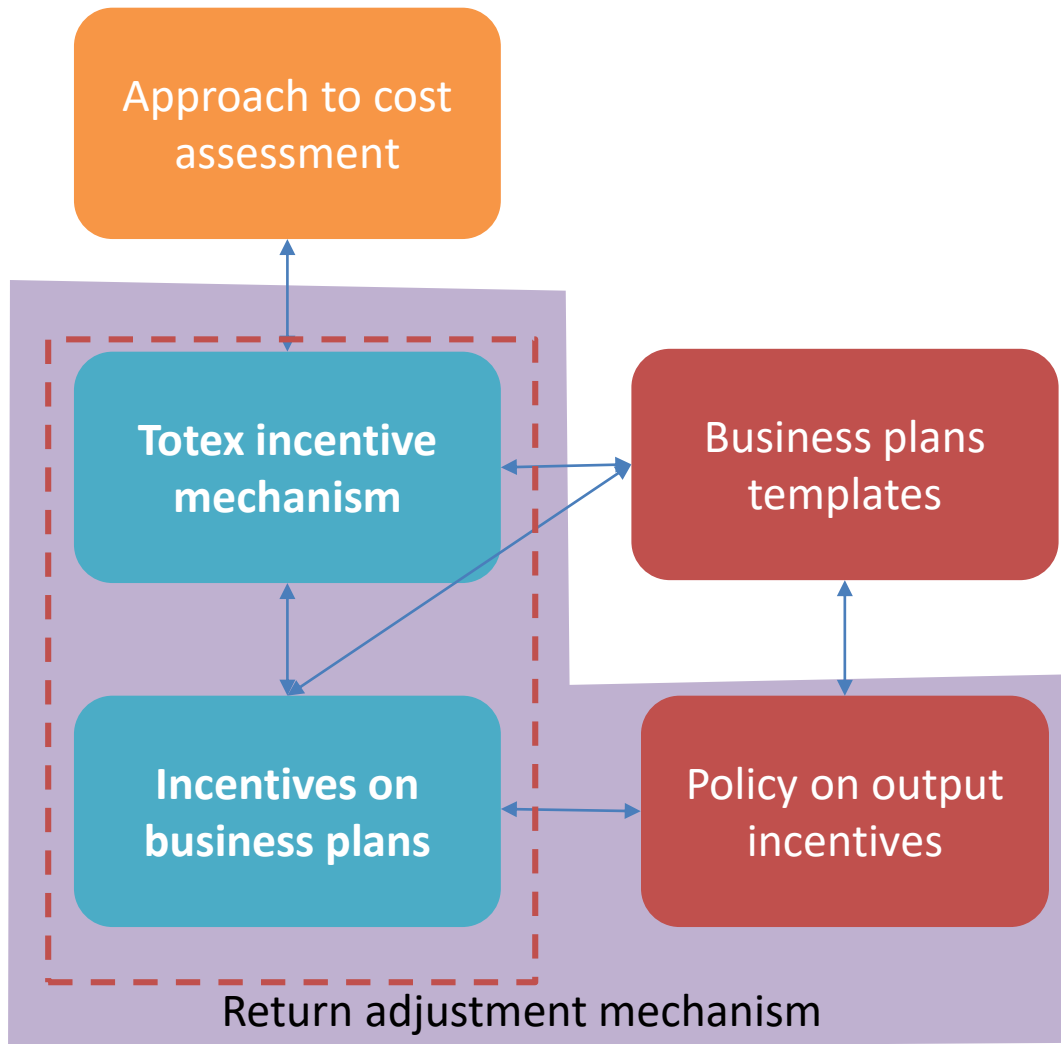 Approach to cost
assessment
Totex incentive
mechanism
Business plans
templates
Incentives on
business plans
Policy on output
incentives
Return adjustment mechanism